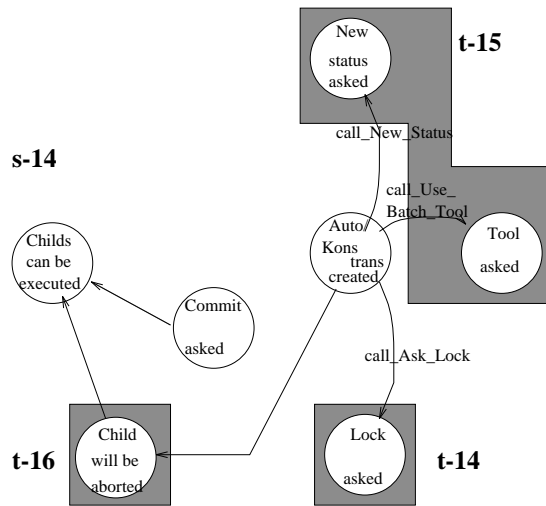 New
status
asked
t-15
call_New_Status
s-14
call_Use_
Batch_Tool
Childs
can be
executed
Auto/
Kons
trans
created
Tool
asked
Commit
asked
call_Ask_Lock
t-16
Child
will be
aborted
Lock
asked
t-14